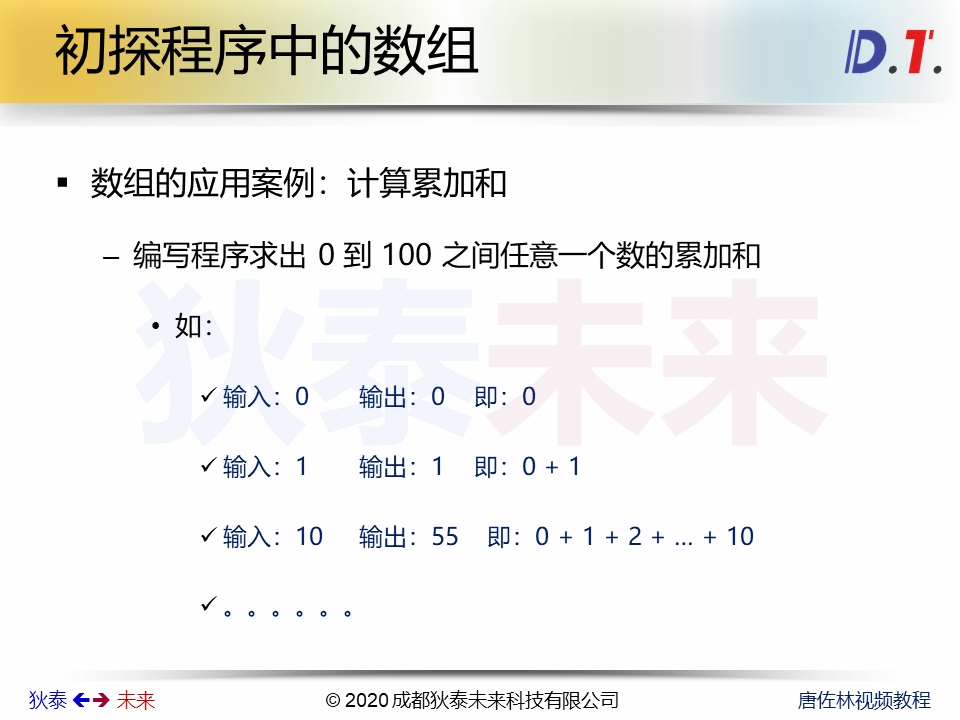 初探程序中的数组
D.T.
▪ 数组的应用案例：计算累加和
– 编写程序求出 0 到 100 之间任意一个数的累加和
• 如：
✓ 输入：0 输出：0 即：0
✓ 输入：1 输出：1 即：0 + 1
✓ 输入：10 输出：55 即：0 + 1 + 2 + … + 10
✓ 。。。。。。
狄泰未来
狄泰 ←→ 未来
© 2020 成都狄泰未来科技有限公司
唐佐林视频教程